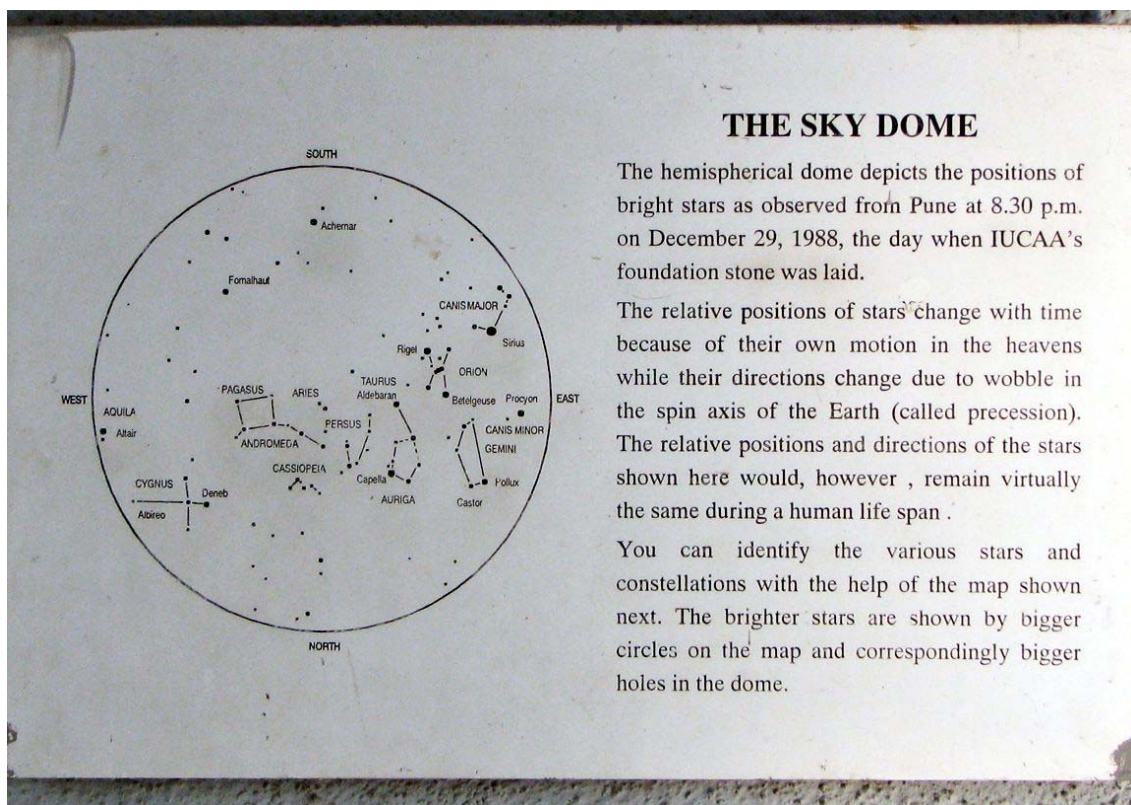 THE SKY DOME
The hemispherical dome depicts the positions of
bright stars as observed from Pune at 8.30 p.m.
on December 29, 1988, the day when IUCAA's
foundation stone was laid.
The relative positions of stars change with time
because of their own motion in the heavens
while their directions change due to wobble in
the spin axis of the Earth (called precession).
The relative positions and directions of the stars
shown here would, however , remain virtually
the same during a human life span .
You can identify the various stars and
constellations with the help of the map shown
next. The brighter stars are shown by bigger
circles on the map and correspondingly bigger
holes in the dome.
SOUTH
Achernar
Fomalhaut
CANIS MAJOR
Sirius
Rigel
ORION
TAURUS
Aldebaran
Betelgeuse
Procyon
EAST
WEST
PAGASUS
ARIES
AQUILA
Altair
PERSUS
CANIS MINOR
ANDROMEDA
GEMINI
CASSIOPEIA
CYGNUS
Deneb
Capella
Pollux
AURIGA
Castor
Albireo
NORTH